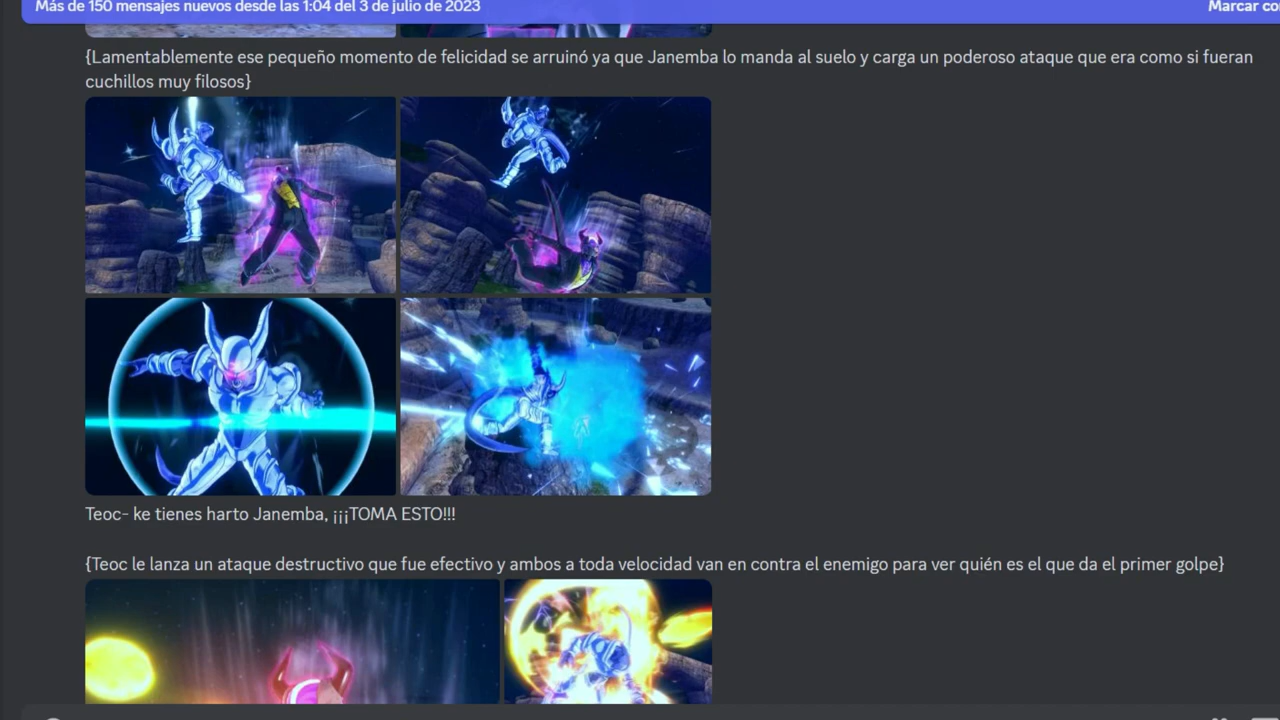 Más de 150 mensajes nuevos desde las 1:04 del 3 de julio de 2023
Marcar co
{Lamentablemente ese pequeño momento de felicidad se arruinó ya que Janemba lo manda al suelo y carga un poderoso ataque que era como si fueran
cuchillos muy filosos}
Teoc- ke tienes harto Janemba, ¡¡¡TOMA ESTO!!!
{Teoc le lanza un ataque destructivo que fue efectivo y ambos a toda velocidad van en contra el enemigo para ver quién es el que da el primer golpe}